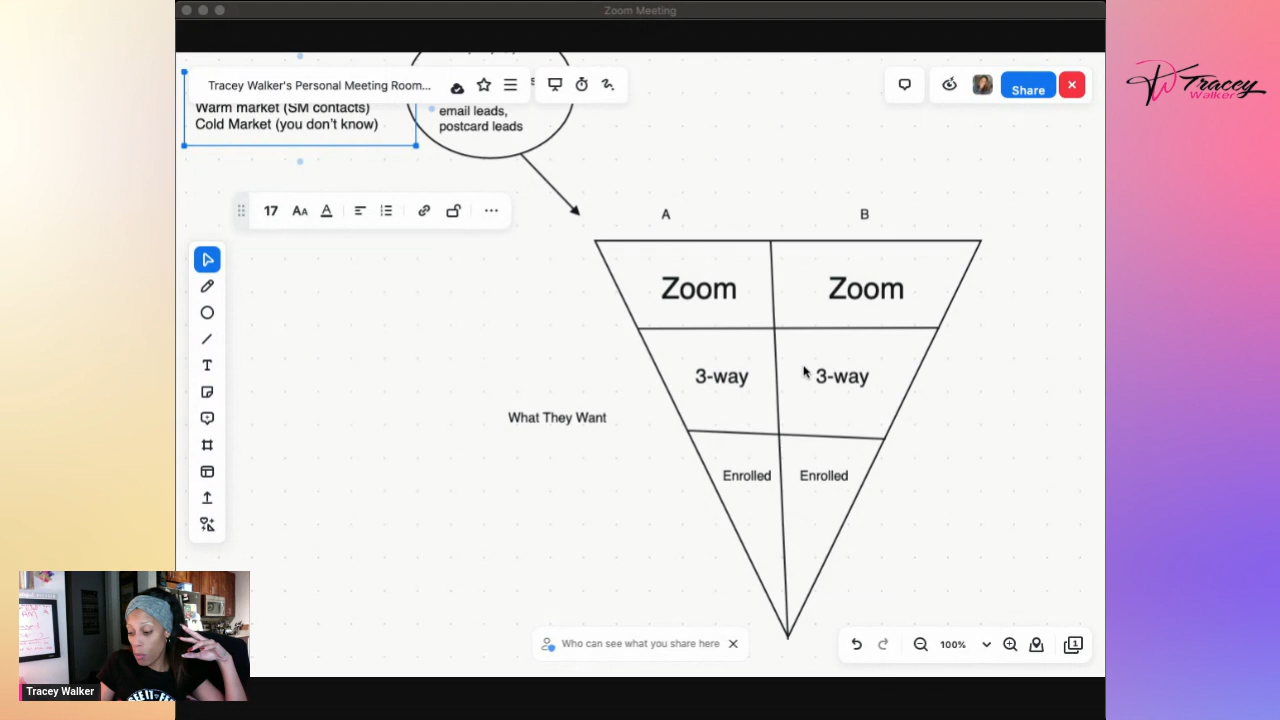 Zoom Meeting
Tracey Walker's Personal Meeting Room...
Share
Warm market (SM contacts)
Cold Market (you don't know)
email leads,
postcard leads
17
A
B
Zoom
Zoom
3-way
3-way
What They Want
Enrolled
Enrolled
Who can see what you share here
100%
1
Tracey Walker
Tracey
Walker